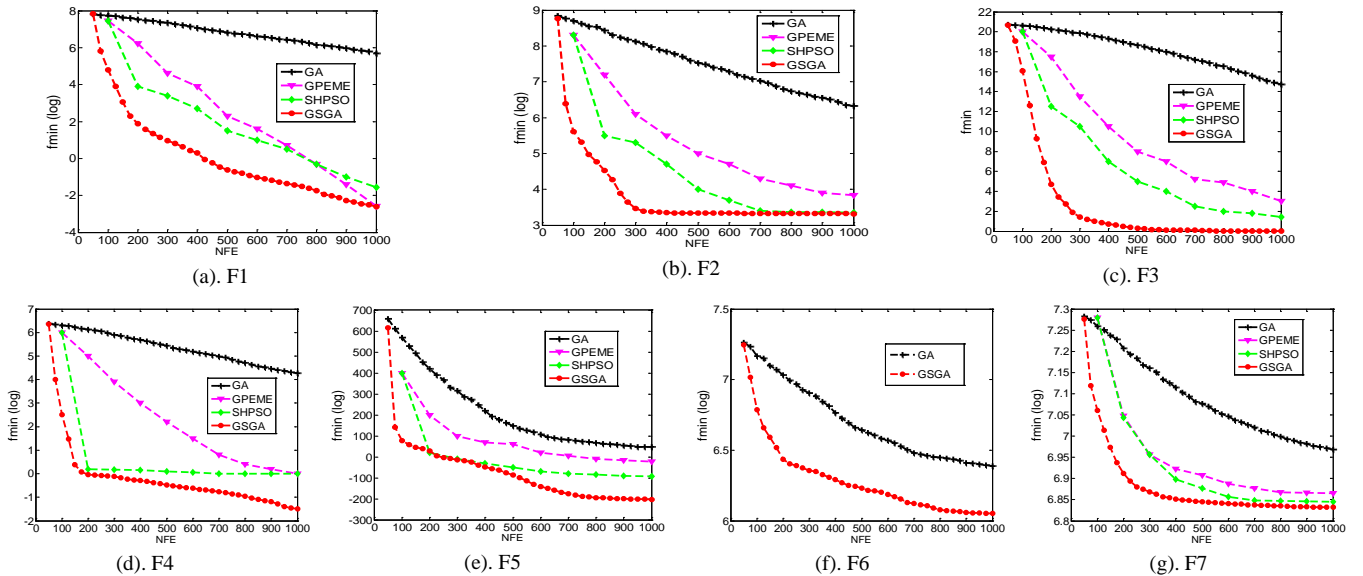 8
6
4
2
0
-2
-4
0 100 200 300 400 500 600 700 800 900 1000
NFE
fmin (log)
GA
GPEME
SHPSO
GSGA
(a). F1
9
8
7
6
5
4
3
0 100 200 300 400 500 600 700 800 900 1000
NFE
fmin (log)
GA
GPEME
SHPSO
GSGA
(b). F2
22
20
18
16
14
12
10
8
6
4
2
0
0 100 200 300 400 500 600 700 800 900 1000
NFE
fmin
GA
GPEME
SHPSO
GSGA
(c). F3
7
6
5
4
3
2
1
0
-1
-2
0 100 200 300 400 500 600 700 800 900 1000
NFE
fmin (log)
GA
GPEME
SHPSO
GSGA
(d). F4
700
600
500
400
300
200
100
0
-100
-200
-300
0 100 200 300 400 500 600 700 800 900 1000
NFE
fmin (log)
GA
GPEME
SHPSO
GSGA
(e). F5
7.5
7
6.5
6
0 100 200 300 400 500 600 700 800 900 1000
NFE
fmin (log)
GA
GSGA
(f). F6
7.3
7.25
7.2
7.15
7.1
7.05
7
6.95
6.9
6.85
6.8
0 100 200 300 400 500 600 700 800 900 1000
NFE
fmin (log)
GA
GPEME
SHPSO
GSGA
(g). F7